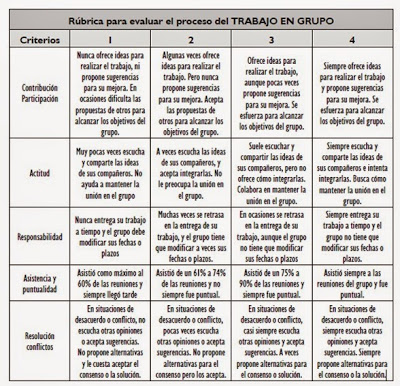 Rúbrica para evaluar el proceso del TRABAJO EN GRUPO
Criterios 1 2 3 4
Contribución
Participación
Nunca ofrece ideas para
realizar el trabajo, ni
propone sugerencias
para su mejora. En
ocasiones dificulta las
propuestas de otros
para alcanzar los
objetivos del grupo.
Algunas veces ofrece
ideas para realizar el
trabajo. Pero nunca
propone sugerencias
para su mejora. Acepta
las propuestas de
otros para alcanzar los
objetivos del grupo.
Ofrece ideas para
realizar el trabajo,
aunque pocas veces
propone sugerencias
para su mejora. Se
esfuerza para alcanzar
los objetivos del grupo.
Siempre ofrece ideas
para realizar el trabajo
y propone sugerencias
para su mejora. Se
esfuerza para alcanzar
los objetivos del grupo.
Actitud
Muy pocas veces escucha
y comparte las ideas
de sus compañeros. No
ayuda a mantener la
unión en el grupo
A veces escucha las ideas
de sus compañeros, y
acepta integrarlas. No
le preocupa la unión en
el grupo.
Suele escuchar y
compartir las ideas de
sus compañeros, pero no
ofrece cómo integrarlas.
Colabora en mantener
la unión en el grupo.
Siempre escucha y
comparte las ideas de
sus compañeros e intenta
integrarlas. Busca cómo
mantener la unión en el
grupo.
Responsabilidad
Nunca entrega su trabajo
a tiempo y el grupo debe
modificar sus fechas o
plazos
Muchas veces se retrasa
en la entrega de su
trabajo, y el grupo tiene
que modificar a veces sus
fechas o plazos.
En ocasiones se retrasa
en la entrega de su
trabajo, aunque el grupo
no tiene que modificar
sus fechas o plazos.
Siempre entrega su
trabajo a tiempo y el
grupo no tiene que
modificar sus fechas o
plazos.
Asistencia y
puntualidad
Asistió como máximo al
60% de las reuniones y
siempre llegó tarde
Asistió de un 61% a 74%
de las reuniones y no
siempre fue puntual.
Asistió de un 75% a
90% de las reuniones y
siempre fue puntual.
Asistió siempre a las
reuniones del grupo y fue
puntual.
Resolución
conflictos
En situaciones de
desacuerdo o conflicto, no
escucha otras opiniones
o acepta sugerencias.
No propone alternativas
y le cuesta aceptar el
consenso o la solución.
En situaciones de
desacuerdo o conflicto,
pocas veces escucha
otras opiniones o acepta
sugerencias. No propone
alternativas para el
consenso pero los acepta.
En situaciones de
desacuerdo o conflicto,
casi siempre escucha
otras opiniones y acepta
sugerencias. A veces
propone alternativas para
el consenso o solución.
En situaciones de
desacuerdo o conflicto,
siempre escucha otras
opiniones y acepta
sugerencias. Siempre
propone alternativas para
el consenso o la solución.